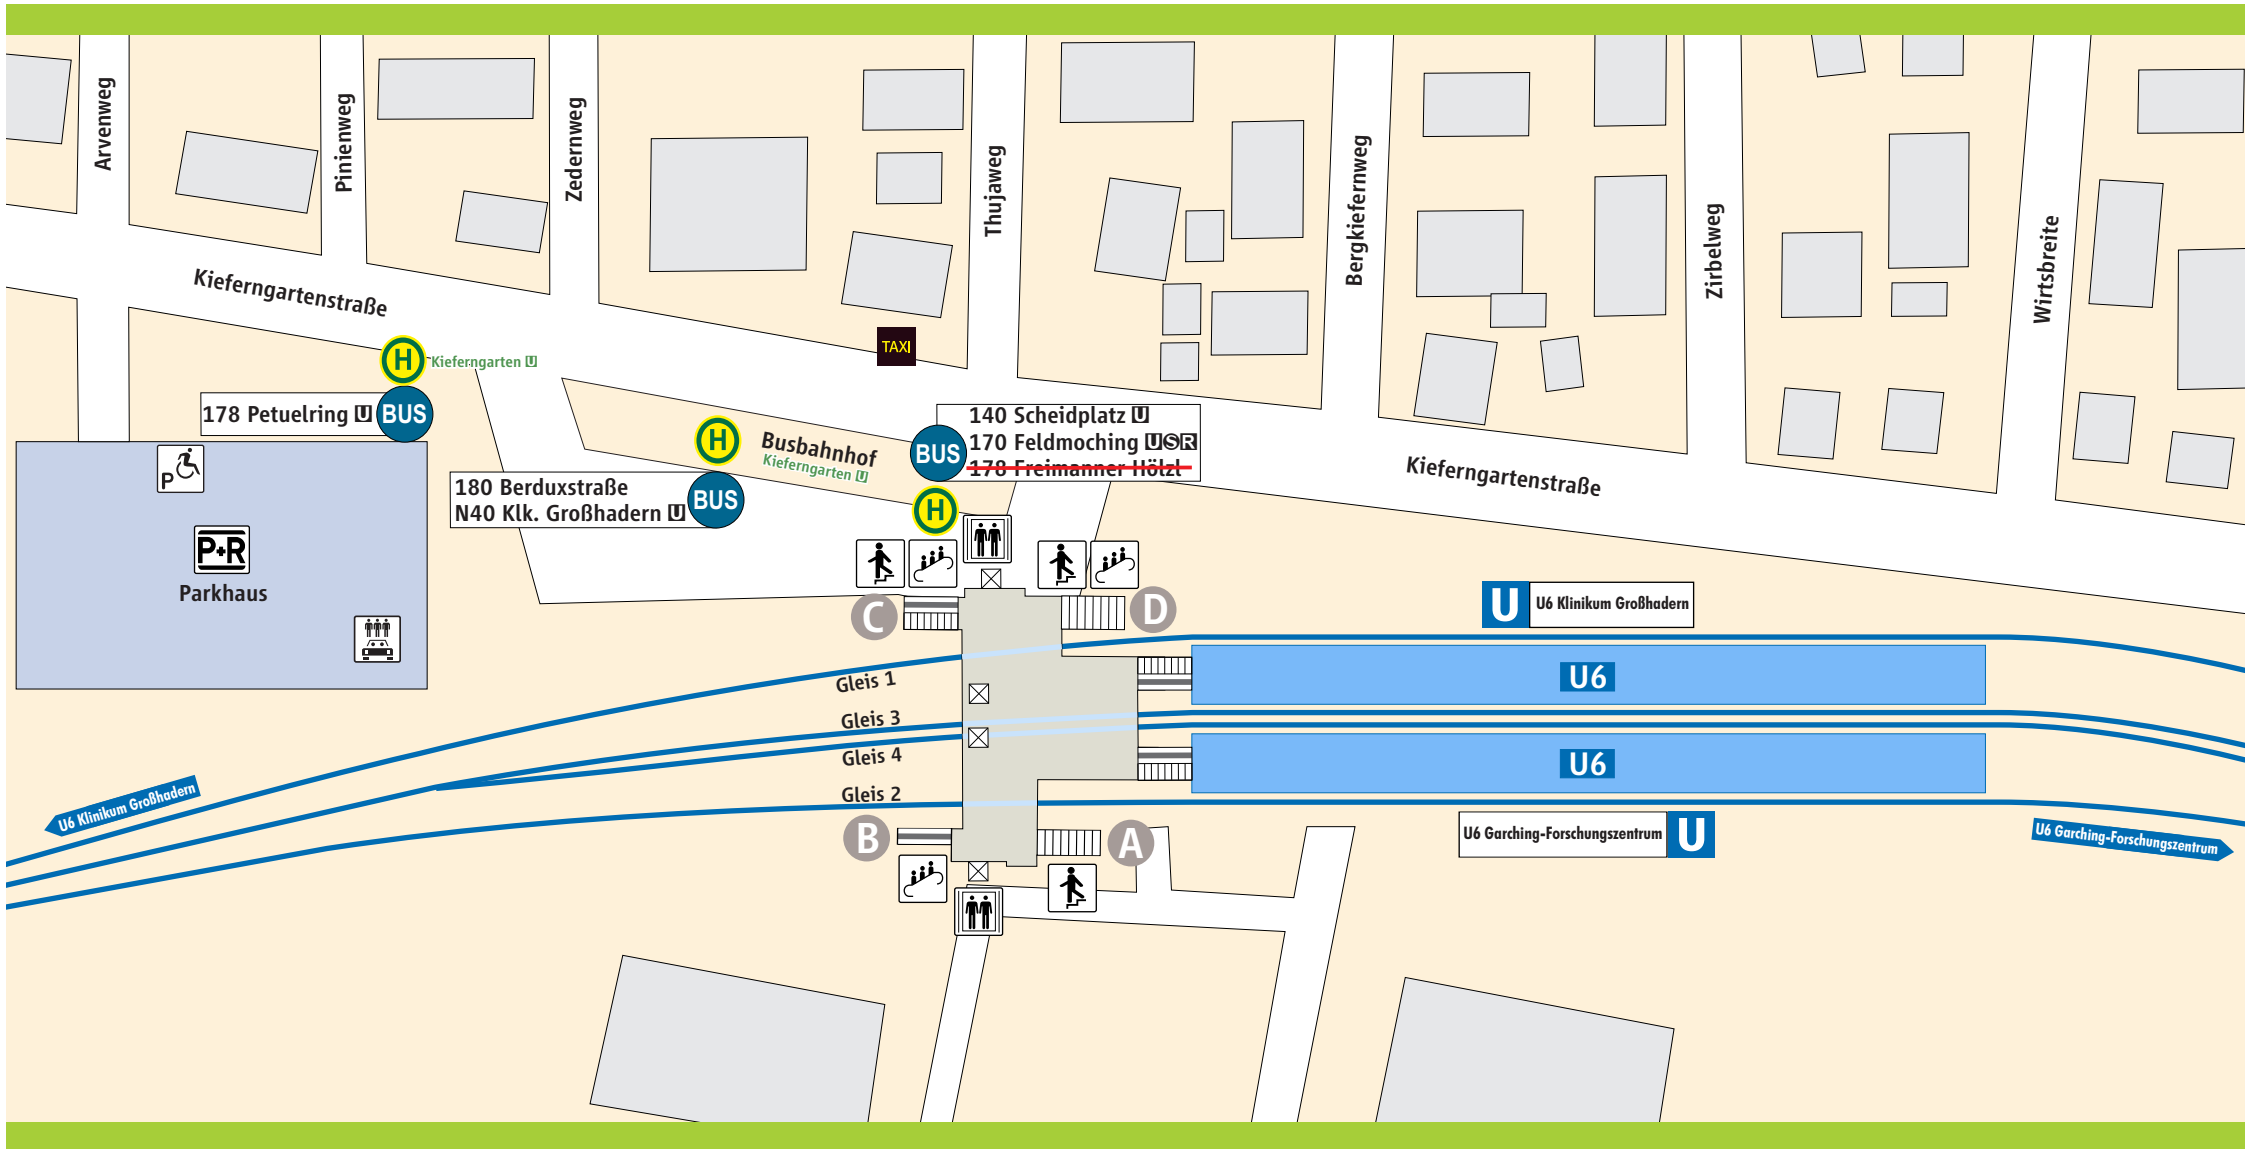 Arvenweg
Pinienweg
Zedernweg
Thujaweg
Bergkiefernweg
Zirbelweg
Wirtsbreite
Kieferngartenstraße
TAXI
H
Kieferngarten U
178 Petuelring U
BUS
H
Busbahnhof
Kieferngarten U
BUS
140 Scheidplatz U
170 Feldmoching U S R
178 Freimanner Hölzl
Kieferngartenstraße
180 Berduxstraße
N40 Klk. Großhadern U
BUS
H
P
P+R
Parkhaus
C
D
U
U6 Klinikum Großhadern
Gleis 1
U6
Gleis 3
Gleis 4
U6
Gleis 2
U6 Klinikum Großhadern
B
A
U6 Garching-Forschungszentrum
U
U6 Garching-Forschungszentrum